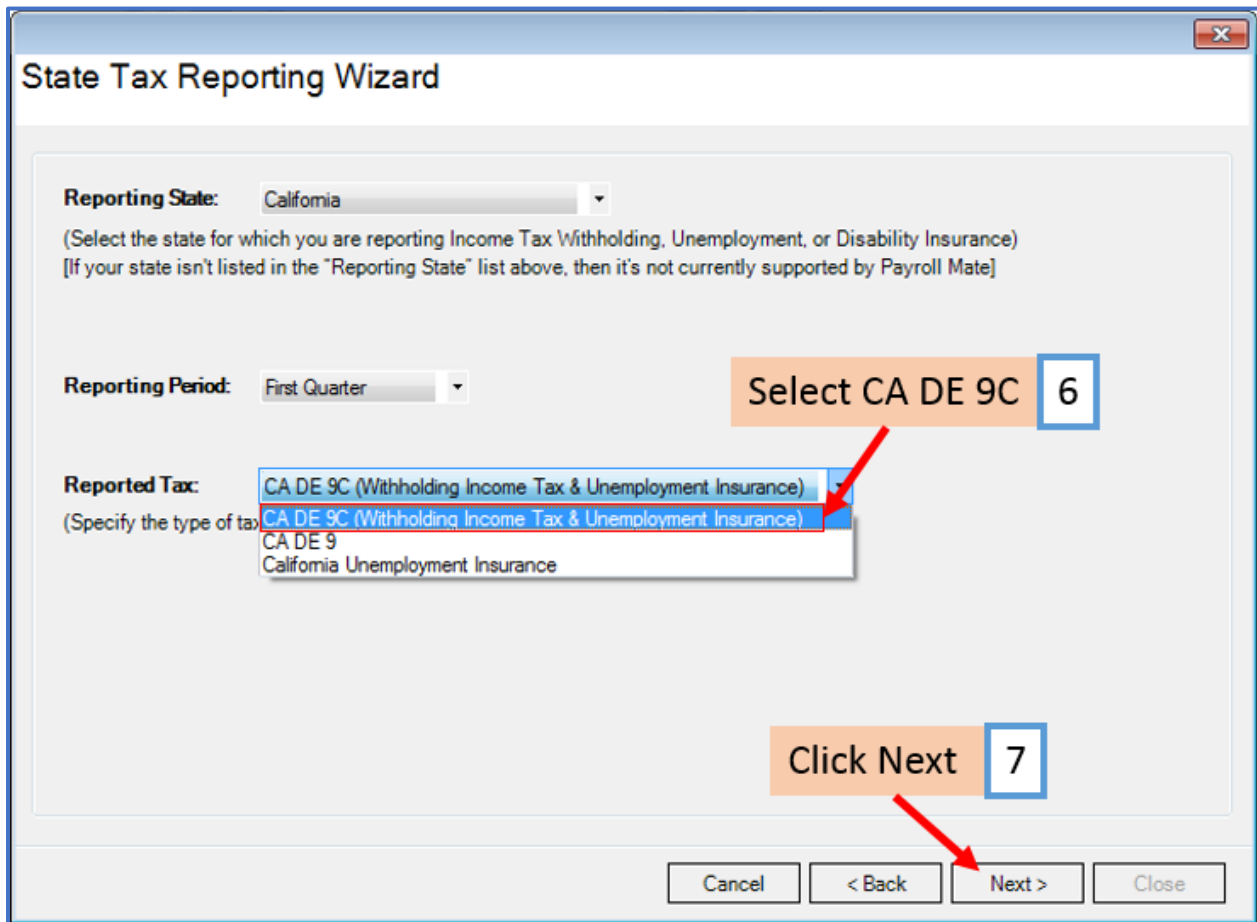 State Tax Reporting Wizard
Reporting State: California
(Select the state for which you are reporting Income Tax Withholding, Unemployment, or Disability Insurance)
[If your state isn't listed in the "Reporting State" list above, then it's not currently supported by Payroll Mate]
Reporting Period: First Quarter
Select CA DE 9C 6
Reported Tax: CA DE 9C (Withholding Income Tax & Unemployment Insurance)
(Specify the type of tax CA DE 9C (Withholding Income Tax & Unemployment Insurance)
CA DE 9
California Unemployment Insurance
Click Next 7
Cancel < Back Next > Close